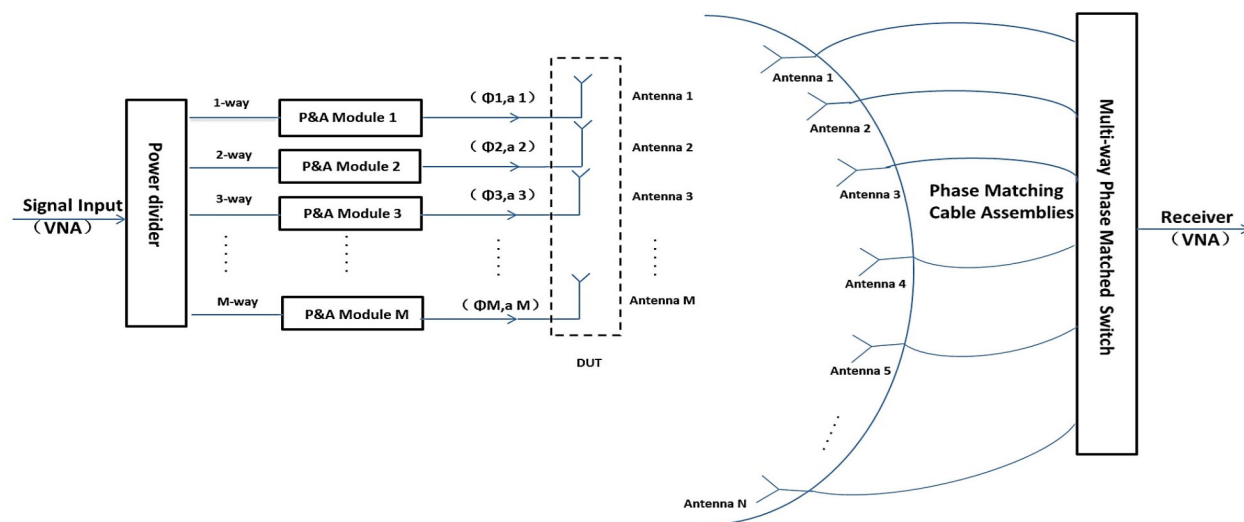 Signal Input
（VNA）
Power divider
1-way
2-way
3-way
M-way
P&A Module 1
P&A Module 2
P&A Module 3
P&A Module M
（Φ1,a 1）
（Φ2,a 2）
（Φ3,a 3）
（ΦM,a M）
DUT
Antenna 1
Antenna 2
Antenna 3
Antenna M
Antenna 1
Antenna 2
Antenna 3
Antenna 4
Antenna 5
Antenna N
Phase Matching
Cable Assemblies
Multi-way Phase Matched Switch
Receiver
（VNA）